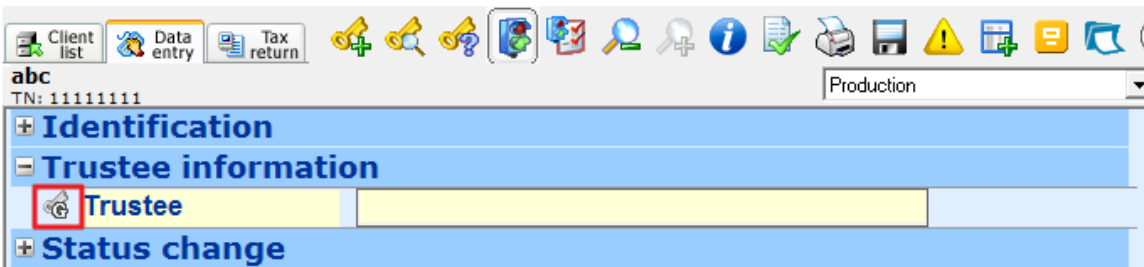 Client list
Data entry
Tax return
abc
TN: 11111111
Production
Identification
Trustee information
G Trustee
Status change